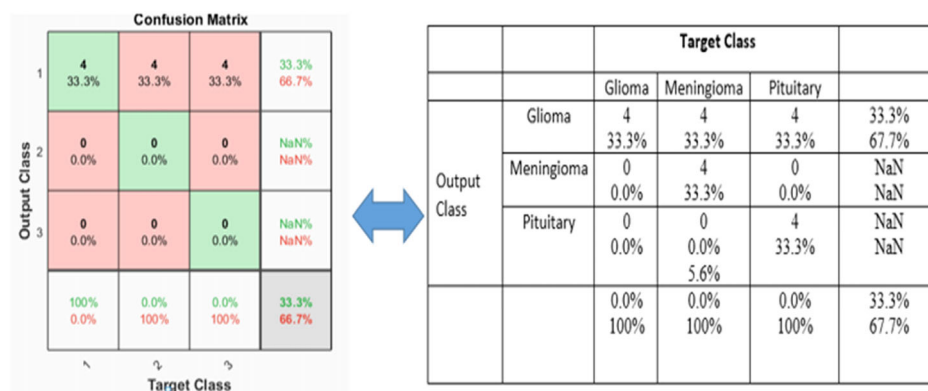 Confusion Matrix
1
4
33.3%
4
33.3%
4
33.3%
33.3%
66.7%
2
0
0.0%
0
0.0%
0
0.0%
NaN%
NaN%
3
0
0.0%
0
0.0%
0
0.0%
NaN%
NaN%
100%
0.0%
0.0%
100%
0.0%
100%
33.3%
66.7%
Output Class
1
2
3
Target Class
Target Class
Glioma Meningioma Pituitary
Output
Class
Glioma 4 4 4 33.3%
33.3% 33.3% 33.3% 67.7%
Meningioma 0 4 0 NaN
0.0% 33.3% 0.0% NaN
Pituitary 0 0 4 NaN
0.0% 0.0% 33.3% NaN
5.6%
0.0% 0.0% 0.0% 33.3%
100% 100% 100% 67.7%